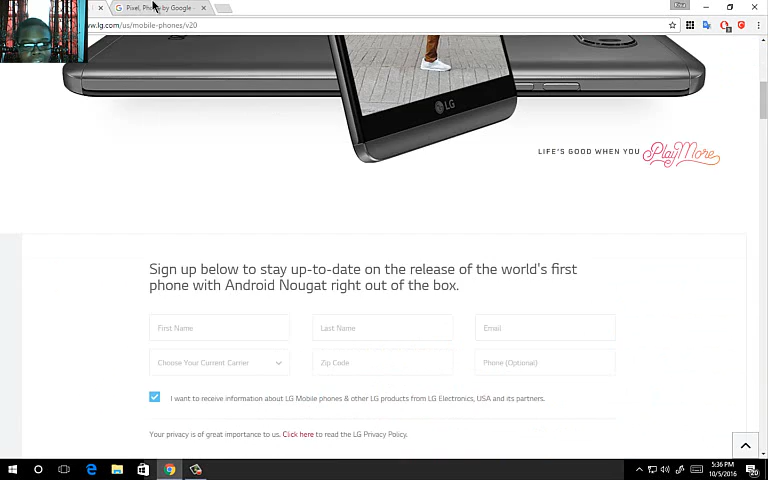 Pixel, Phone by Google -
Kira
ww.lg.com/us/mobile-phones/v20
LG
LIFE'S GOOD WHEN YOU PlayMore
Sign up below to stay up-to-date on the release of the world's first
phone with Android Nougat right out of the box.
First Name Last Name Email
Choose Your Current Carrier Zip Code Phone (Optional)
I want to receive information about LG Mobile phones & other LG products from LG Electronics, USA and its partners.
Your privacy is of great importance to us. Click here to read the LG Privacy Policy.
5:36 PM
10/5/2016
20